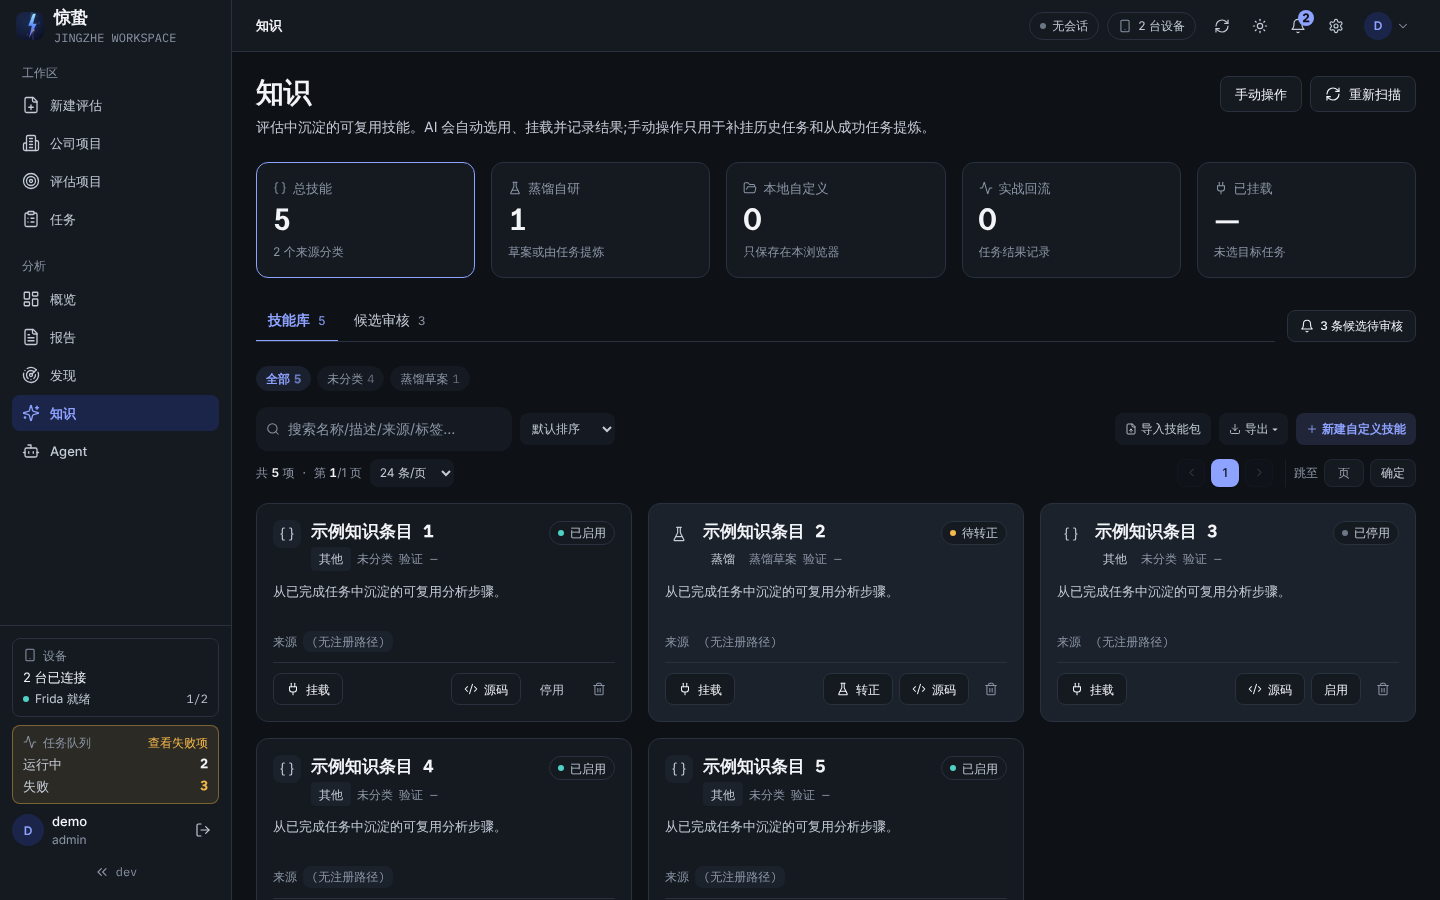 惊蛰
JINGZHE WORKSPACE
工作区
新建评估
公司项目
评估项目
任务
分析
概览
报告
发现
知识
Agent
设备
2 台已连接
Frida 就绪 1/2
任务队列 查看失败项
运行中 2
失败 3
D demo
admin
dev
知识
无会话 2 台设备 2 D
知识
评估中沉淀的可复用技能。AI 会自动选用、挂载并记录结果;手动操作只用于补挂历史任务和从成功任务提炼。
手动操作 重新扫描
总技能
5
2 个来源分类
蒸馏自研
1
草案或由任务提炼
本地自定义
0
只保存在本浏览器
实战回流
0
任务结果记录
已挂载
—
未选目标任务
技能库 5 候选审核 3
3 条候选待审核
全部 5 未分类 4 蒸馏草案 1
搜索名称/描述/来源/标签... 默认排序 导入技能包 导出 新建自定义技能
共 5 项 · 第 1/1 页 24 条/页 1 跳至 页 确定
示例知识条目 1 已启用
其他 未分类 验证 —
从已完成任务中沉淀的可复用分析步骤。
来源 (无注册路径)
挂载 源码 停用
示例知识条目 2 待转正
蒸馏 蒸馏草案 验证 —
从已完成任务中沉淀的可复用分析步骤。
来源 (无注册路径)
挂载 转正 源码
示例知识条目 3 已停用
其他 未分类 验证 —
从已完成任务中沉淀的可复用分析步骤。
来源 (无注册路径)
挂载 源码 启用
示例知识条目 4 已启用
其他 未分类 验证 —
从已完成任务中沉淀的可复用分析步骤。
来源 (无注册路径)
示例知识条目 5 已启用
其他 未分类 验证 —
从已完成任务中沉淀的可复用分析步骤。
来源 (无注册路径)